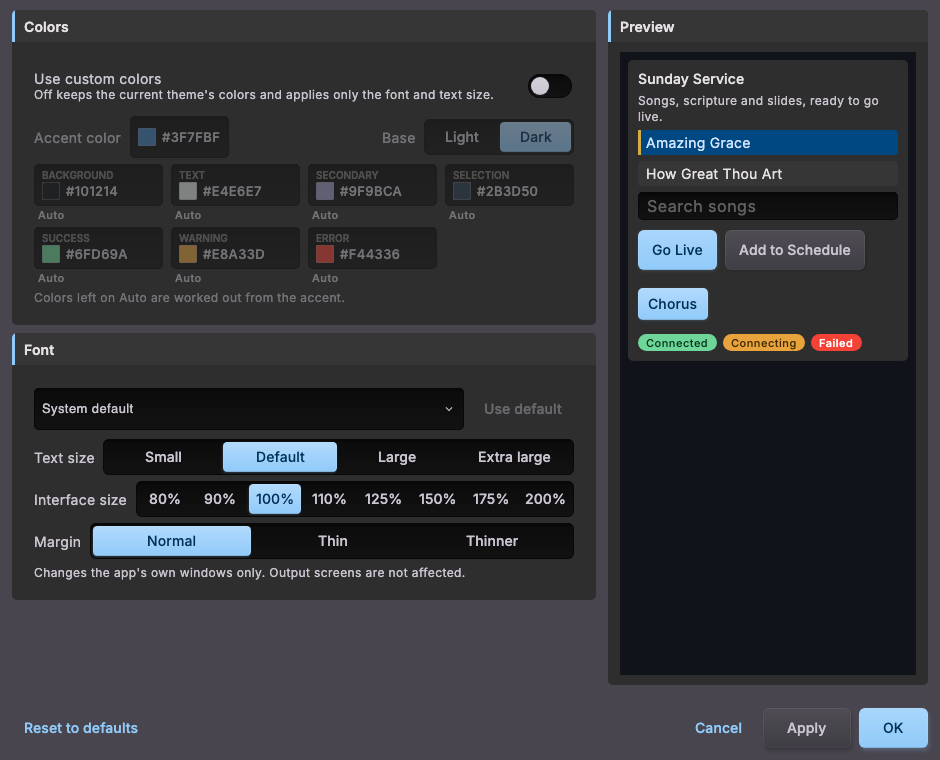 Colors
Use custom colors
Off keeps the current theme's colors and applies only the font and text size.
Accent color
#3F7FBF
Base
Light
Dark
BACKGROUND
#101214
Auto
TEXT
#E4E6E7
Auto
SECONDARY
#9F9BCA
Auto
SELECTION
#2B3D50
Auto
SUCCESS
#6FD69A
Auto
WARNING
#E8A33D
Auto
ERROR
#F44336
Auto
Colors left on Auto are worked out from the accent.
Font
System default
Use default
Text size
Small
Default
Large
Extra large
Interface size
80%
90%
100%
110%
125%
150%
175%
200%
Margin
Normal
Thin
Thinner
Changes the app's own windows only. Output screens are not affected.
Preview
Sunday Service
Songs, scripture and slides, ready to go
live.
Amazing Grace
How Great Thou Art
Search songs
Go Live
Add to Schedule
Chorus
Connected
Connecting
Failed
Reset to defaults
Cancel
Apply
OK